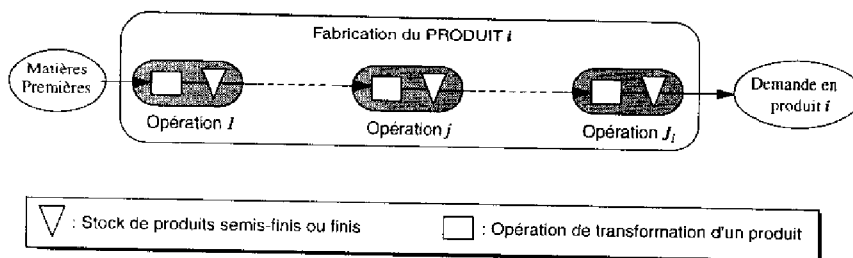 Fabrication du PRODUIT i
Matières
Premières
Opération 1
Opération j
Opération Ji
Demande en
produit i
: Stock de produits semis-finis ou finis
: Opération de transformation d'un produit